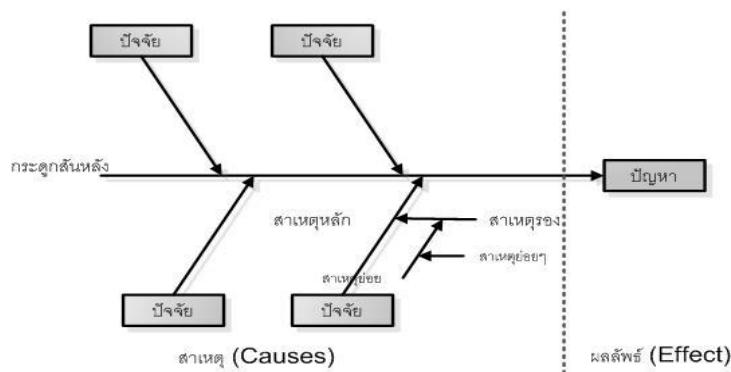 ปัจจัย
ปัจจัย
กระดูกสันหลัง
ปัญหา
สาเหตุหลัก
สาเหตุรอง
สาเหตุย่อยๆ
สาเหตุย่อย
ปัจจัย
ปัจจัย
สาเหตุ (Causes)
ผลลัพธ์ (Effect)